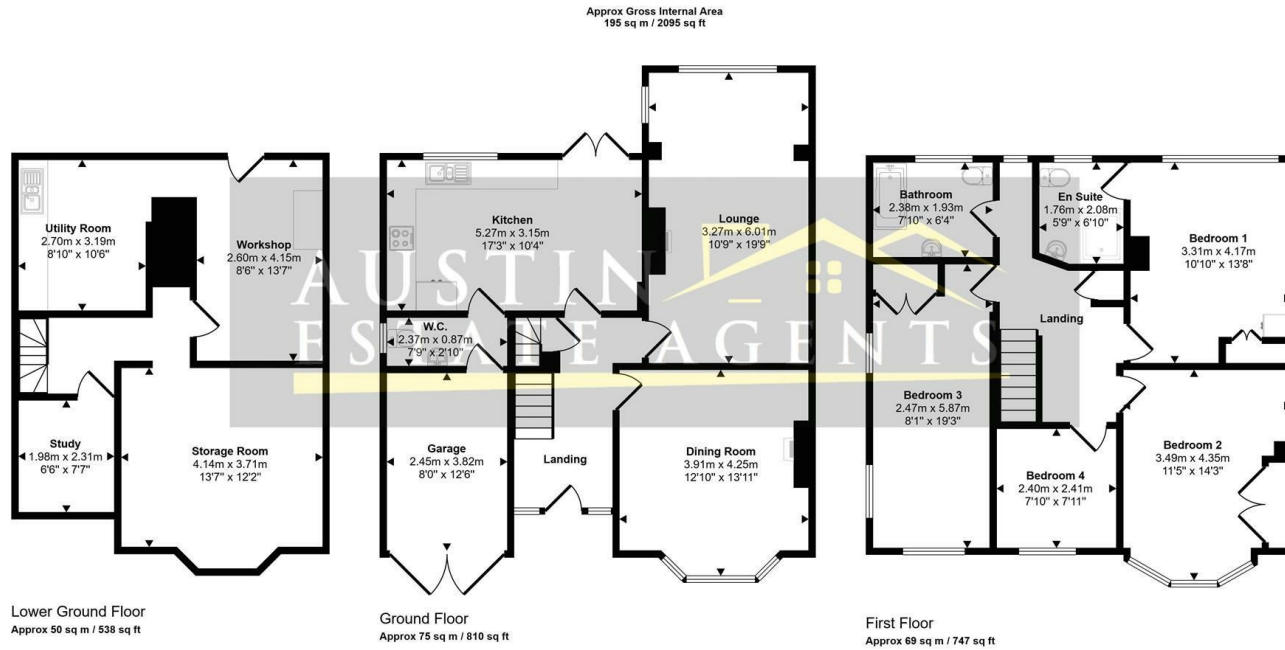 Approx Gross Internal Area
195 sq m / 2095 sq ft
Utility Room
2.70m x 3.19m
8'10" x 10'6"
Workshop
2.60m x 4.15m
8'6" x 13'7"
Study
1.98m x 2.31m
6'6" x 7'7"
Storage Room
4.14m x 3.71m
13'7" x 12'2"
Lower Ground Floor
Approx 50 sq m / 538 sq ft
Kitchen
5.27m x 3.15m
17'3" x 10'4"
Lounge
3.27m x 6.01m
10'9" x 19'9"
W.C.
2.37m x 0.87m
7'9" x 2'10"
Garage
2.45m x 3.82m
8'0" x 12'6"
Landing
Dining Room
3.91m x 4.25m
12'10" x 13'11"
Ground Floor
Approx 75 sq m / 810 sq ft
Bathroom
2.38m x 1.93m
7'10" x 6'4"
En Suite
1.76m x 2.08m
5'9" x 6'10"
Bedroom 1
3.31m x 4.17m
10'10" x 13'8"
Landing
Bedroom 3
2.47m x 5.87m
8'1" x 19'3"
Bedroom 4
2.40m x 2.41m
7'10" x 7'11"
Bedroom 2
3.49m x 4.35m
11'5" x 14'3"
First Floor
Approx 69 sq m / 747 sq ft
AUSTIN
ESTATE AGENTS